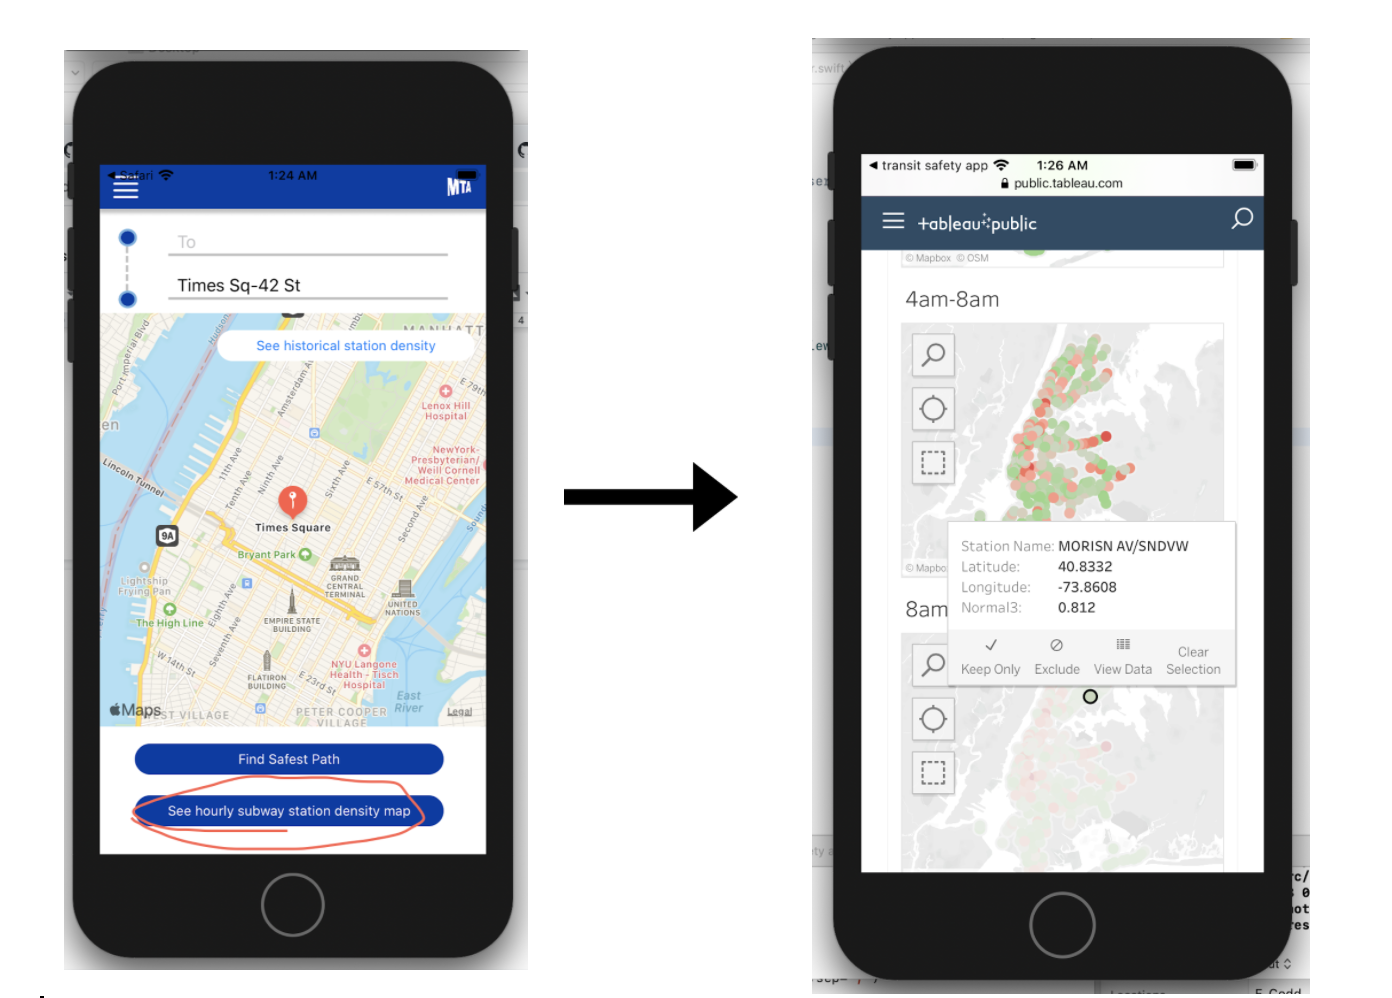 Safari
1:24 AM
MTA
To
Times Sq-42 St
See historical station density
MANHATT
E 79th
Port Imperial Blvd
Amsterdam A
Lenox Hill
Hospital
en
NewYork-
Presbyterian/
Weill Cornell
Medical Center
Lincoln Tunnel
11th Ave
Tenth Ave
Ninth Ave
Sixth Ave
E 57th St
Second Ave
Times Square
9A
Bryant Park
Lightship
Frying Pan
GRAND
CENTRAL
TERMINAL
UNITED
NATIONS
The High Line
Eighth Ave
Seventh Ave
EMPIRE STATE
BUILDING
W 14th St
FLATIRON
BUILDING
E 23rd St
NYU Langone
Health - Tisch
Hospital
East
River
Maps
ST VILLAGE
PETER COOPER
VILLAGE
Legal
Find Safest Path
See hourly subway station density map
.swift
transit safety app
1:26 AM
public.tableau.com
tableau public
© Mapbox © OSM
4am-8am
© Mapbo
Station Name: MORISN AV/SNDVW
Latitude: 40.8332
Longitude: -73.8608
Normal3: 0.812
8am
Keep Only
Exclude
View Data
Clear
Selection